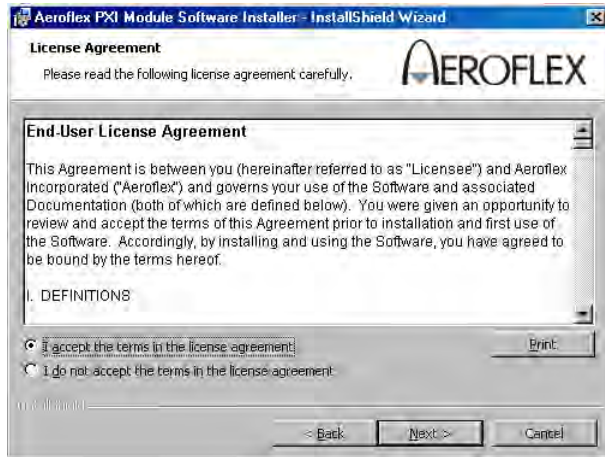 Aeroflex PXI Module Software Installer - InstallShield Wizard
License Agreement
Please read the following license agreement carefully.
AEROFLEX
End-User License Agreement
This Agreement is between you (hereinafter referred to as "Licensee") and Aeroflex
Incorporated ("Aeroflex") and governs your use of the Software and associated
Documentation (both of which are defined below). You were given an opportunity to
review and accept the terms of this Agreement prior to installation and first use of
the Software. Accordingly, by installing and using the Software, you have agreed to
be bound by the terms hereof.
I. DEFINITIONS
I accept the terms in the license agreement
Print
I do not accept the terms in the license agreement
InstallShield
< Back
Next >
Cancel